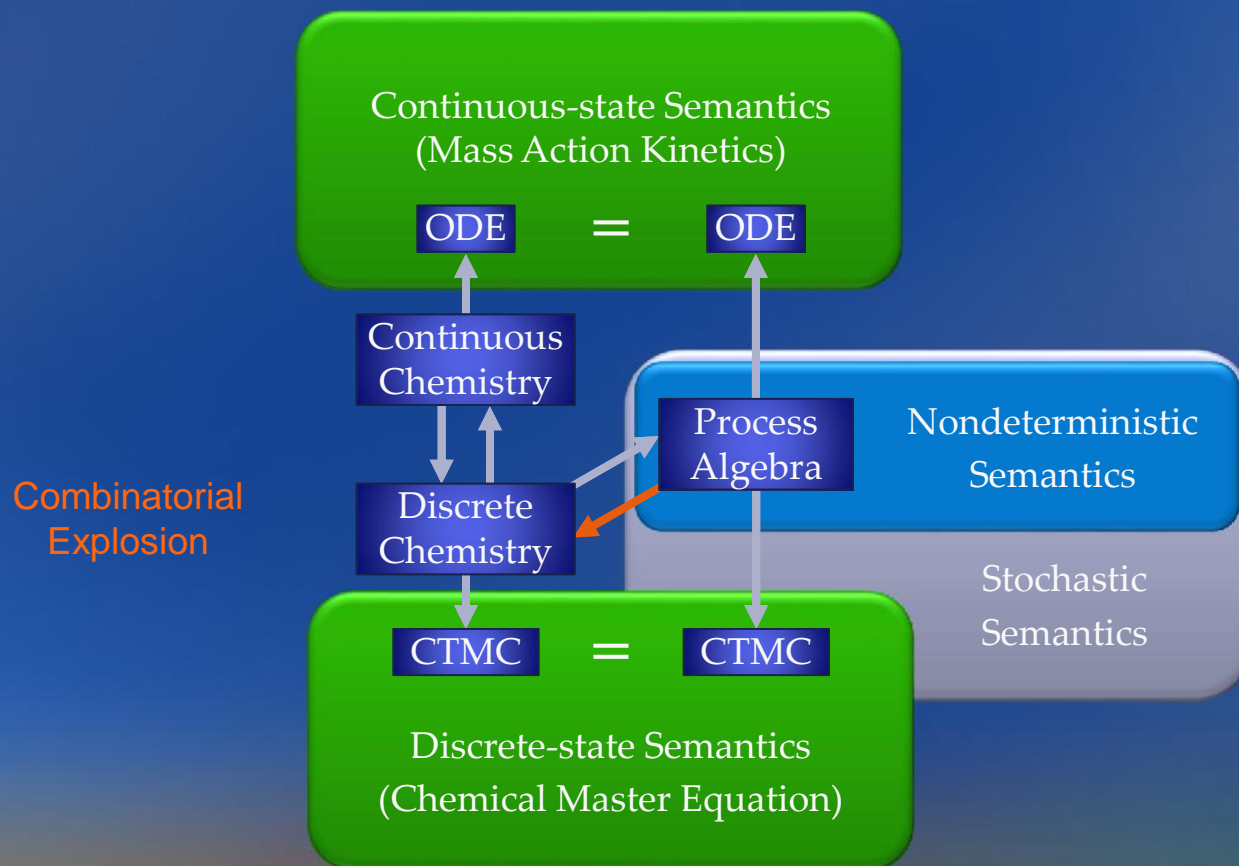 Continuous-state Semantics
(Mass Action Kinetics)
ODE = ODE
Continuous
Chemistry
Process
Algebra
Nondeterministic
Semantics
Combinatorial
Explosion
Discrete
Chemistry
Stochastic
Semantics
CTMC = CTMC
Discrete-state Semantics
(Chemical Master Equation)